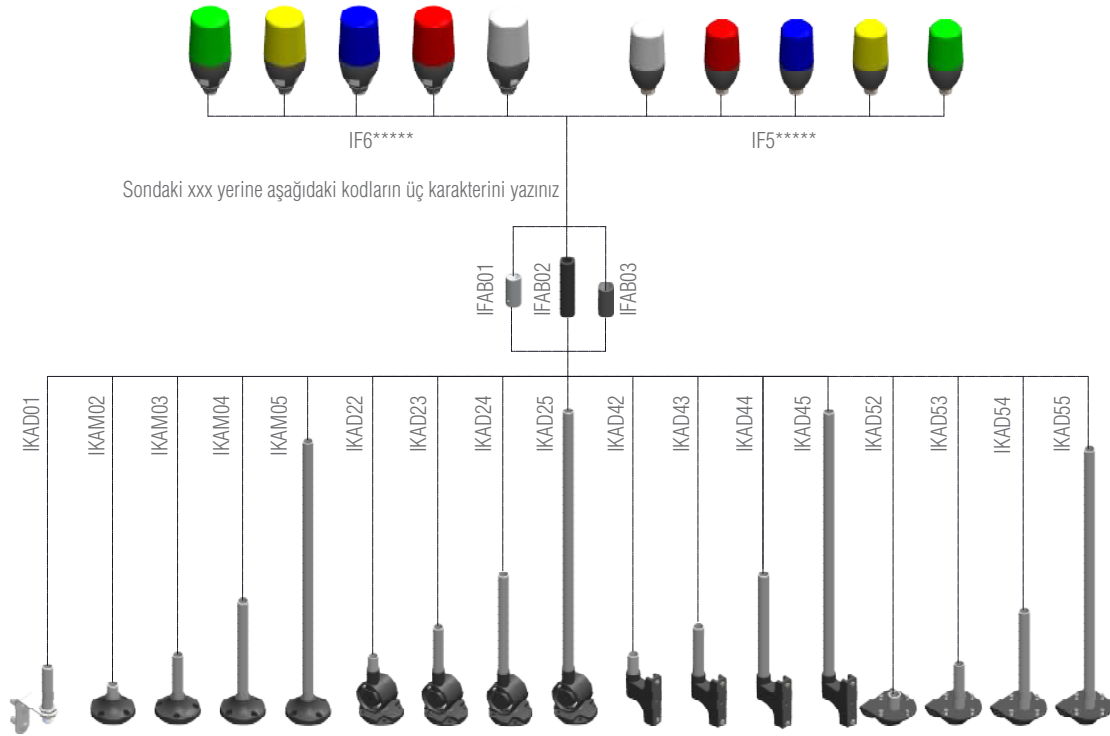 IF6*****
IF5*****
Sondaki xxx yerine aşağıdaki kodların üç karakterini yazınız
IFAB01
IFAB02
IFAB03
IKAD01
IKAM02
IKAM03
IKAM04
IKAM05
IKAD22
IKAD23
IKAD24
IKAD25
IKAD42
IKAD43
IKAD44
IKAD45
IKAD52
IKAD53
IKAD54
IKAD55